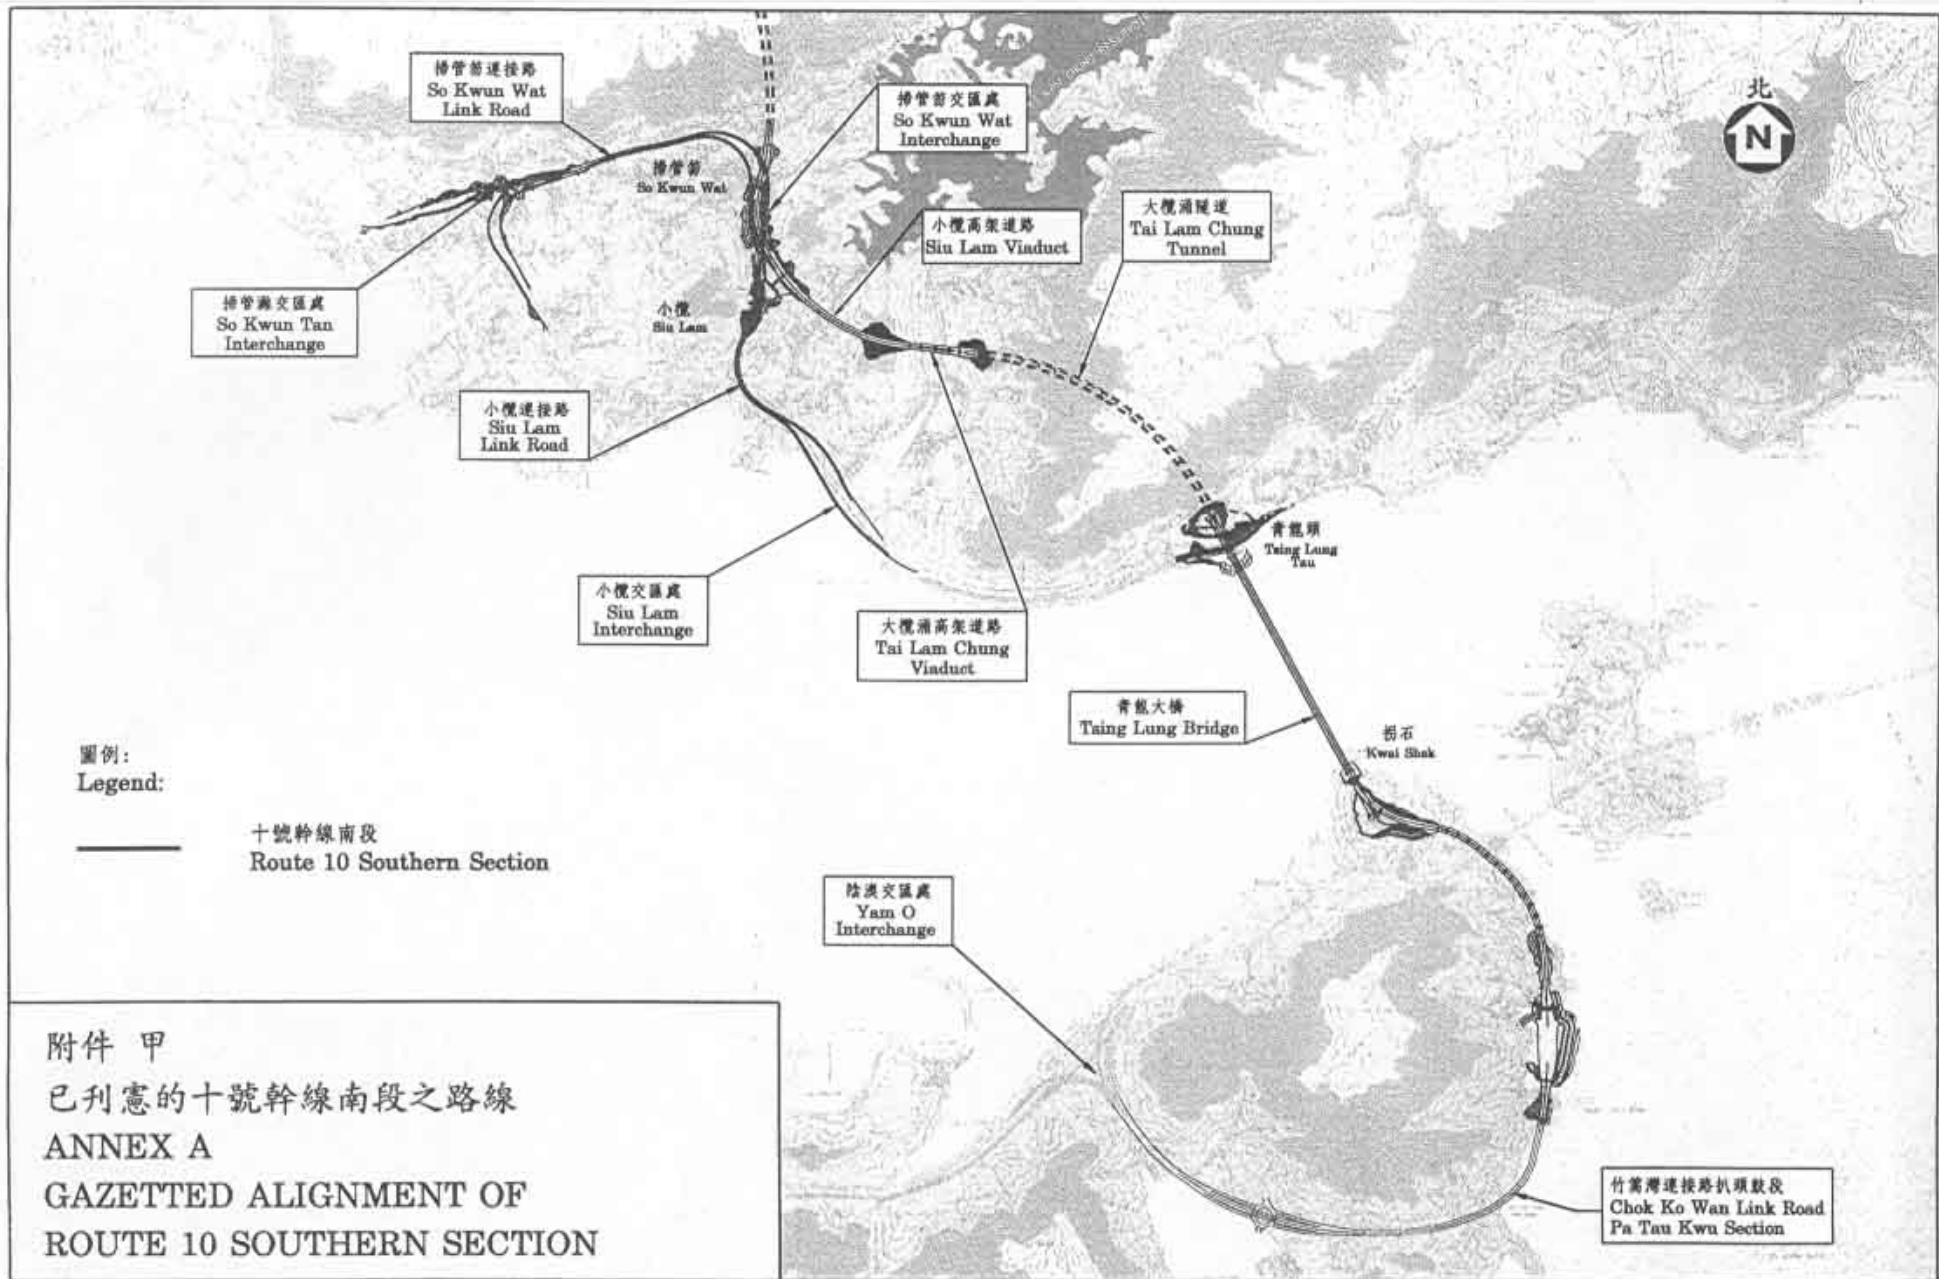 北
N
掃管笏連接路
So Kwun Wat
Link Road
掃管笏交匯處
So Kwun Wat
Interchange
掃管笏
So Kwun Wat
小欖高架道路
Siu Lam Viaduct
大欖涌隧道
Tai Lam Chung
Tunnel
掃管灘交匯處
So Kwun Tan
Interchange
小欖
Siu Lam
小欖連接路
Siu Lam
Link Road
青龍頭
Tsing Lung
Tau
小欖交匯處
Siu Lam
Interchange
大欖涌高架道路
Tai Lam Chung
Viaduct
青龍大橋
Tsing Lung Bridge
拐石
Kwai Shek
圖例:
Legend:
十號幹線南段
Route 10 Southern Section
陰澳交匯處
Yam O
Interchange
竹篙灣連接路扒頭鼓段
Chok Ko Wan Link Road
Pa Tau Kwu Section
附件 甲
已刋憲的十號幹線南段之路線
ANNEX A
GAZETTED ALIGNMENT OF
ROUTE 10 SOUTHERN SECTION